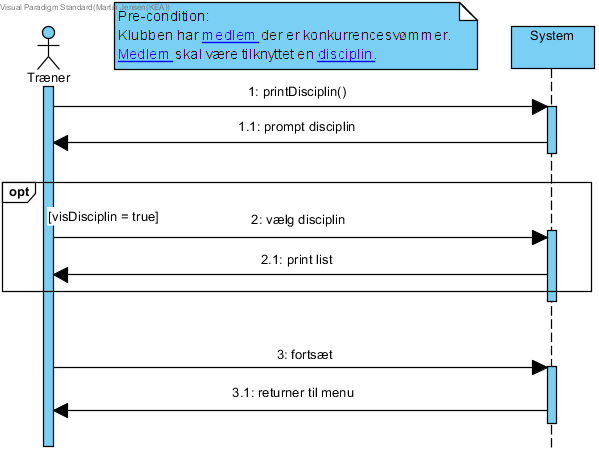 Visual Paradigm Standard(Martin Jensen(KEA))
Pre-condition:
Klubben har medlem der er konkurrencesvømmer.
Medlem skal være tilknyttet en disciplin.
Træner
System
1: printDisciplin()
1.1: prompt disciplin
opt
[visDisciplin = true]
2: vælg disciplin
2.1: print list
3: fortsæt
3.1: returner til menu